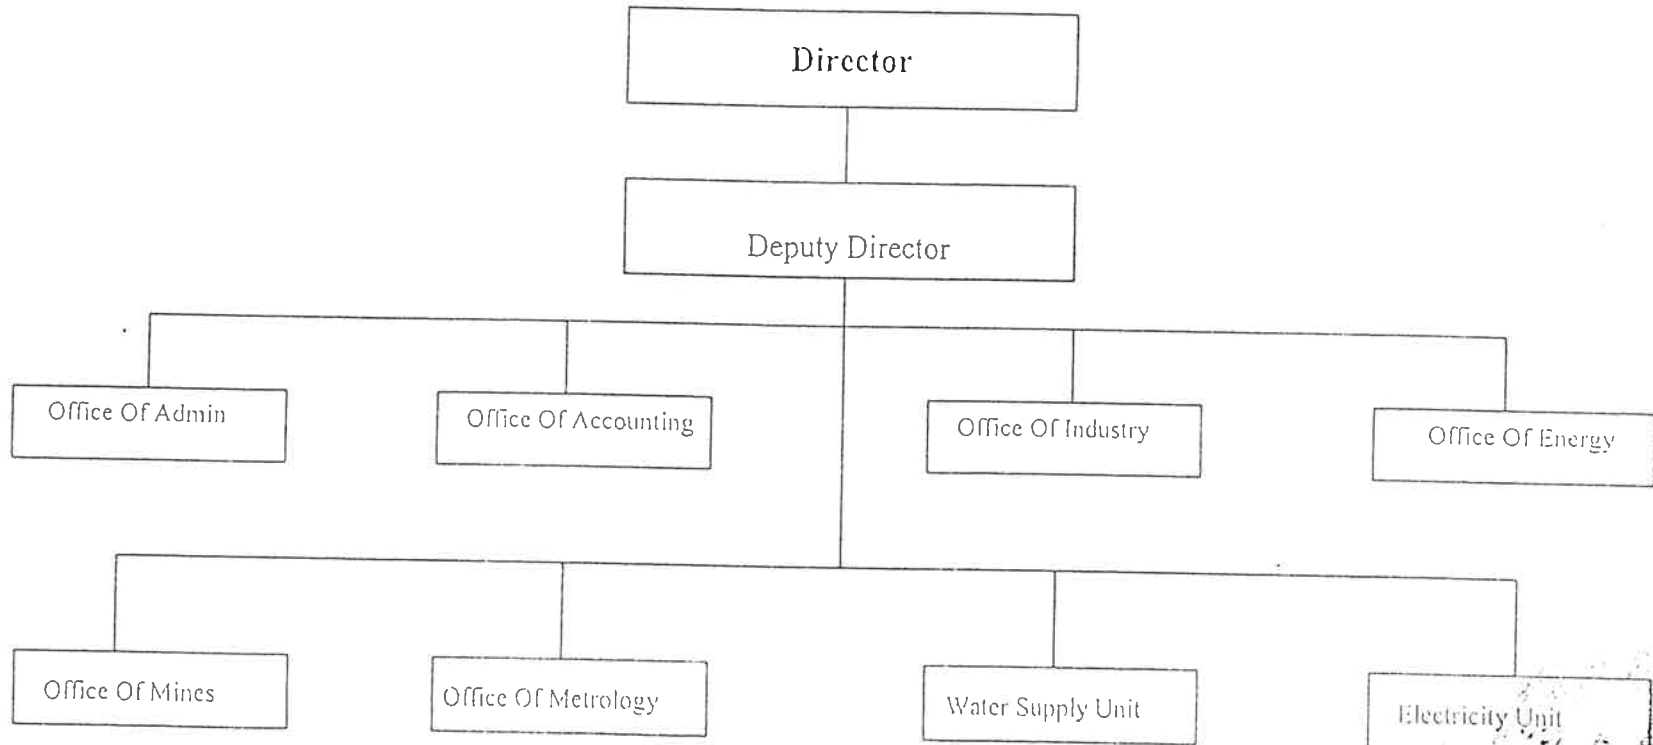 Director
Deputy Director
Office Of Admin
Office Of Accounting
Office Of Industry
Office Of Energy
Office Of Mines
Office Of Metrology
Water Supply Unit
Electricity Unit